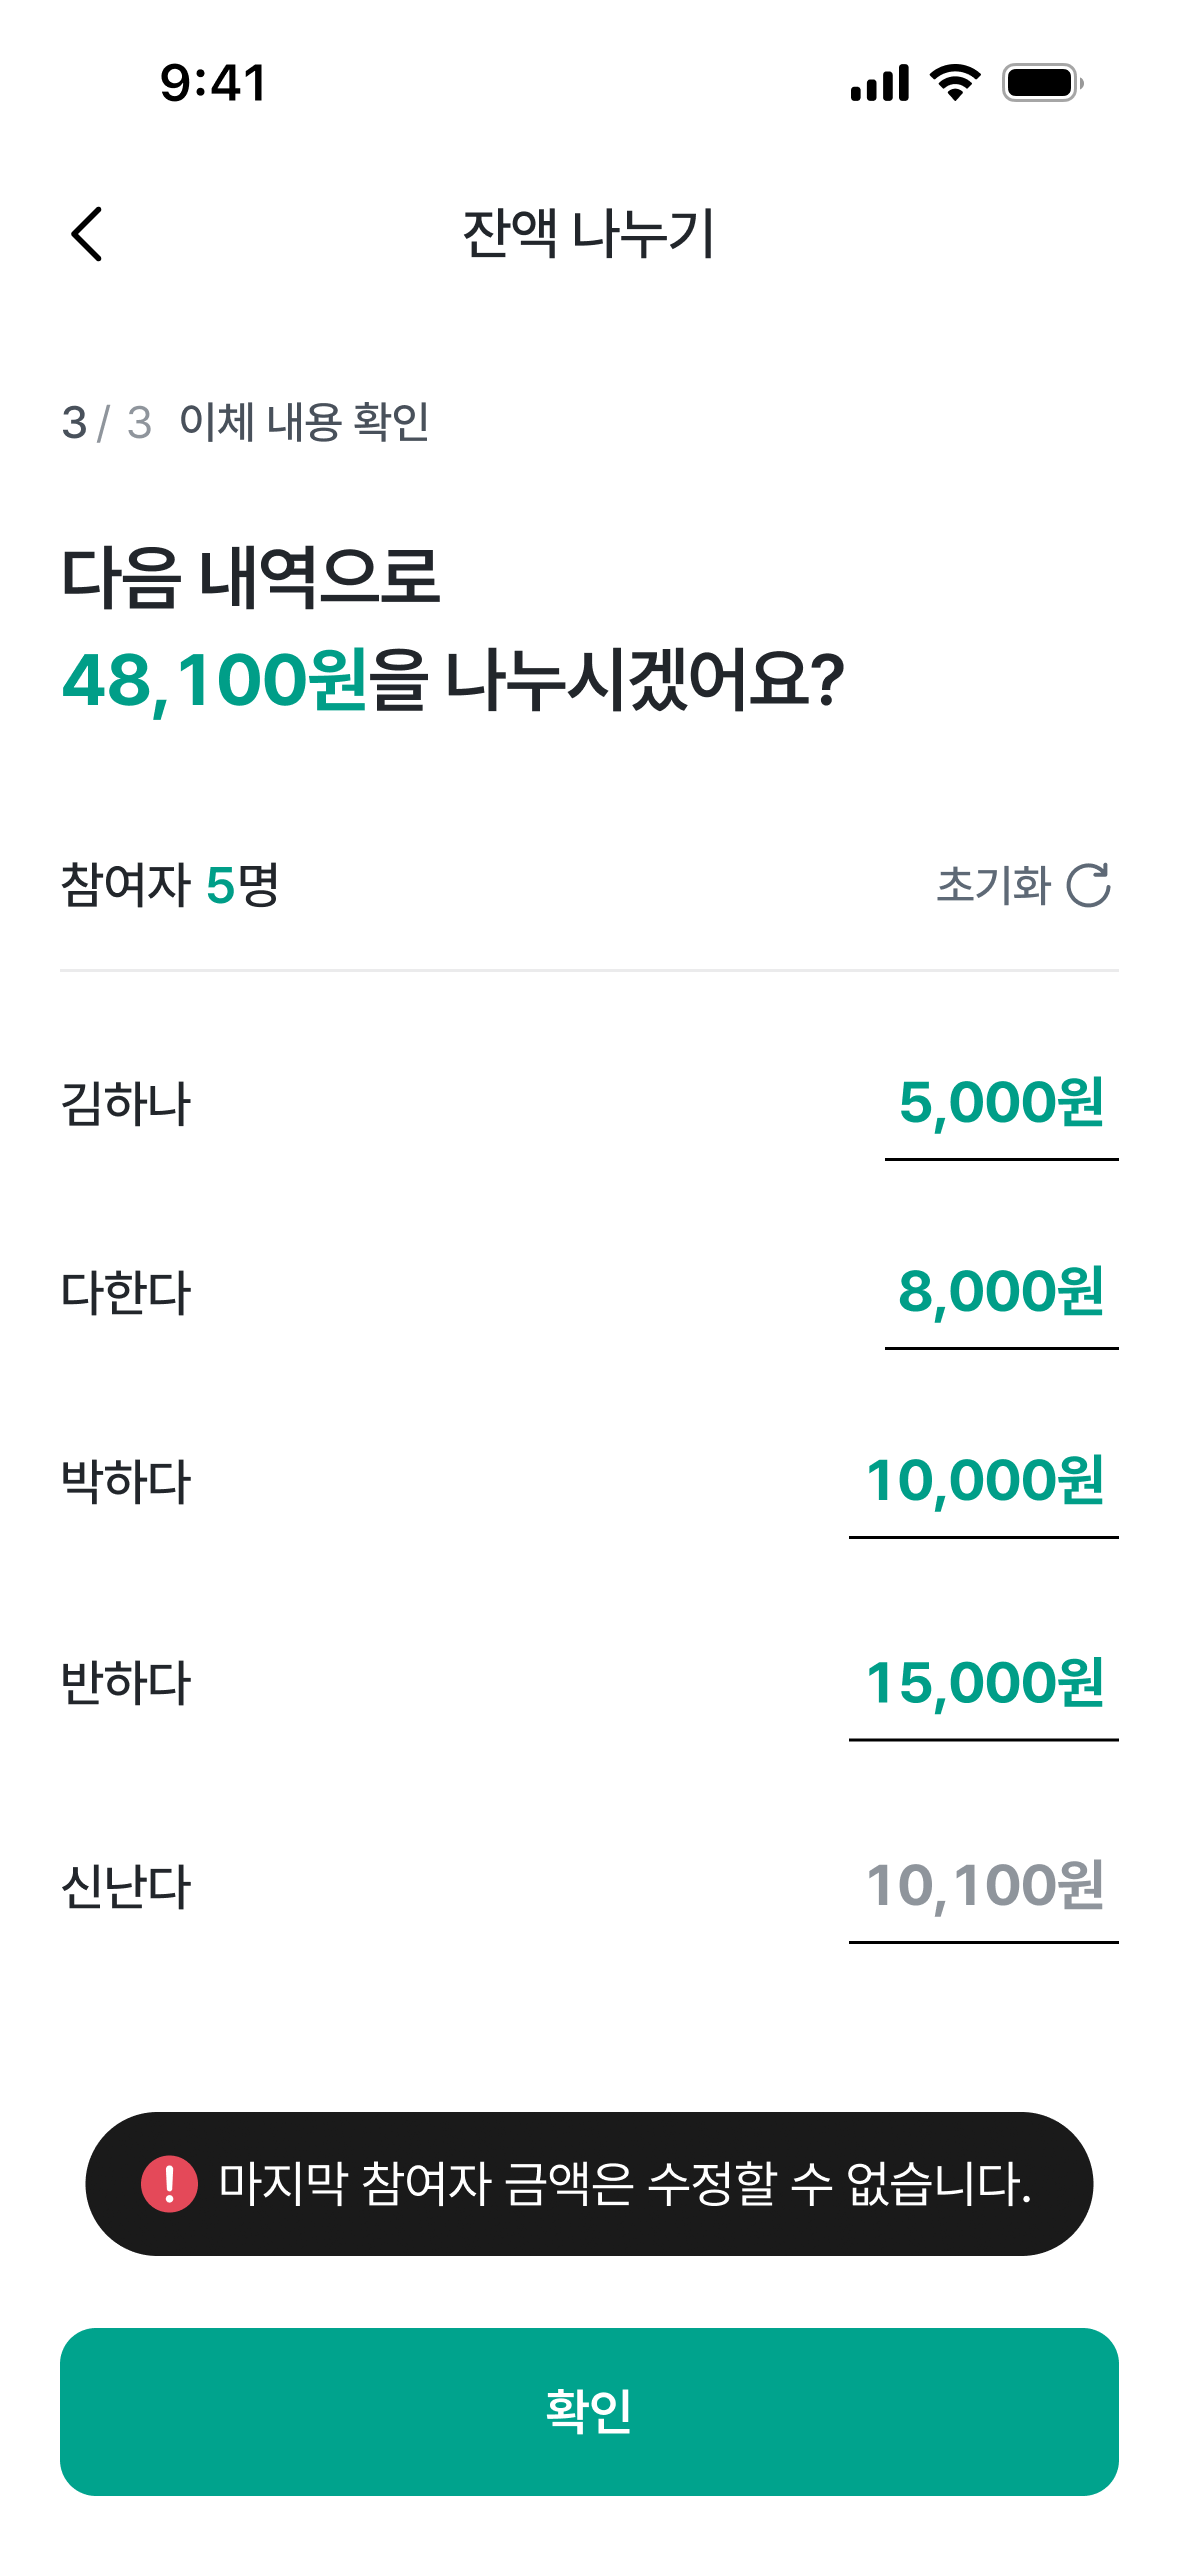 9:41
잔액 나누기
3 / 3 이체 내용 확인
다음 내역으로
48,100원을 나누시겠어요?
참여자 5명 초기화
김하나 5,000원
다한다 8,000원
박하다 10,000원
반하다 15,000원
신난다 10,100원
마지막 참여자 금액은 수정할 수 없습니다.
확인